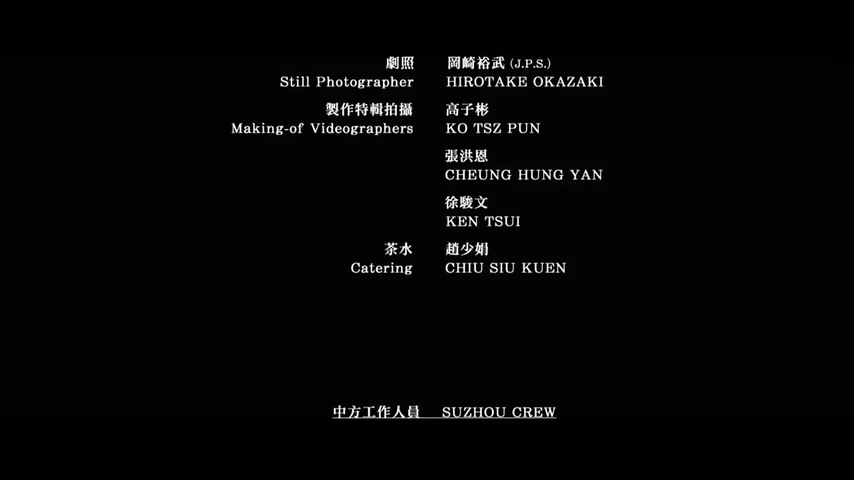 劇照 岡崎裕武 (J.P.S.)
Still Photographer HIROTAKE OKAZAKI
製作特輯拍攝 高子彬
Making-of Videographers KO TSZ PUN
張洪恩
CHEUNG HUNG YAN
徐駿文
KEN TSUI
茶水 趙少娟
Catering CHIU SIU KUEN
中方工作人員 SUZHOU CREW